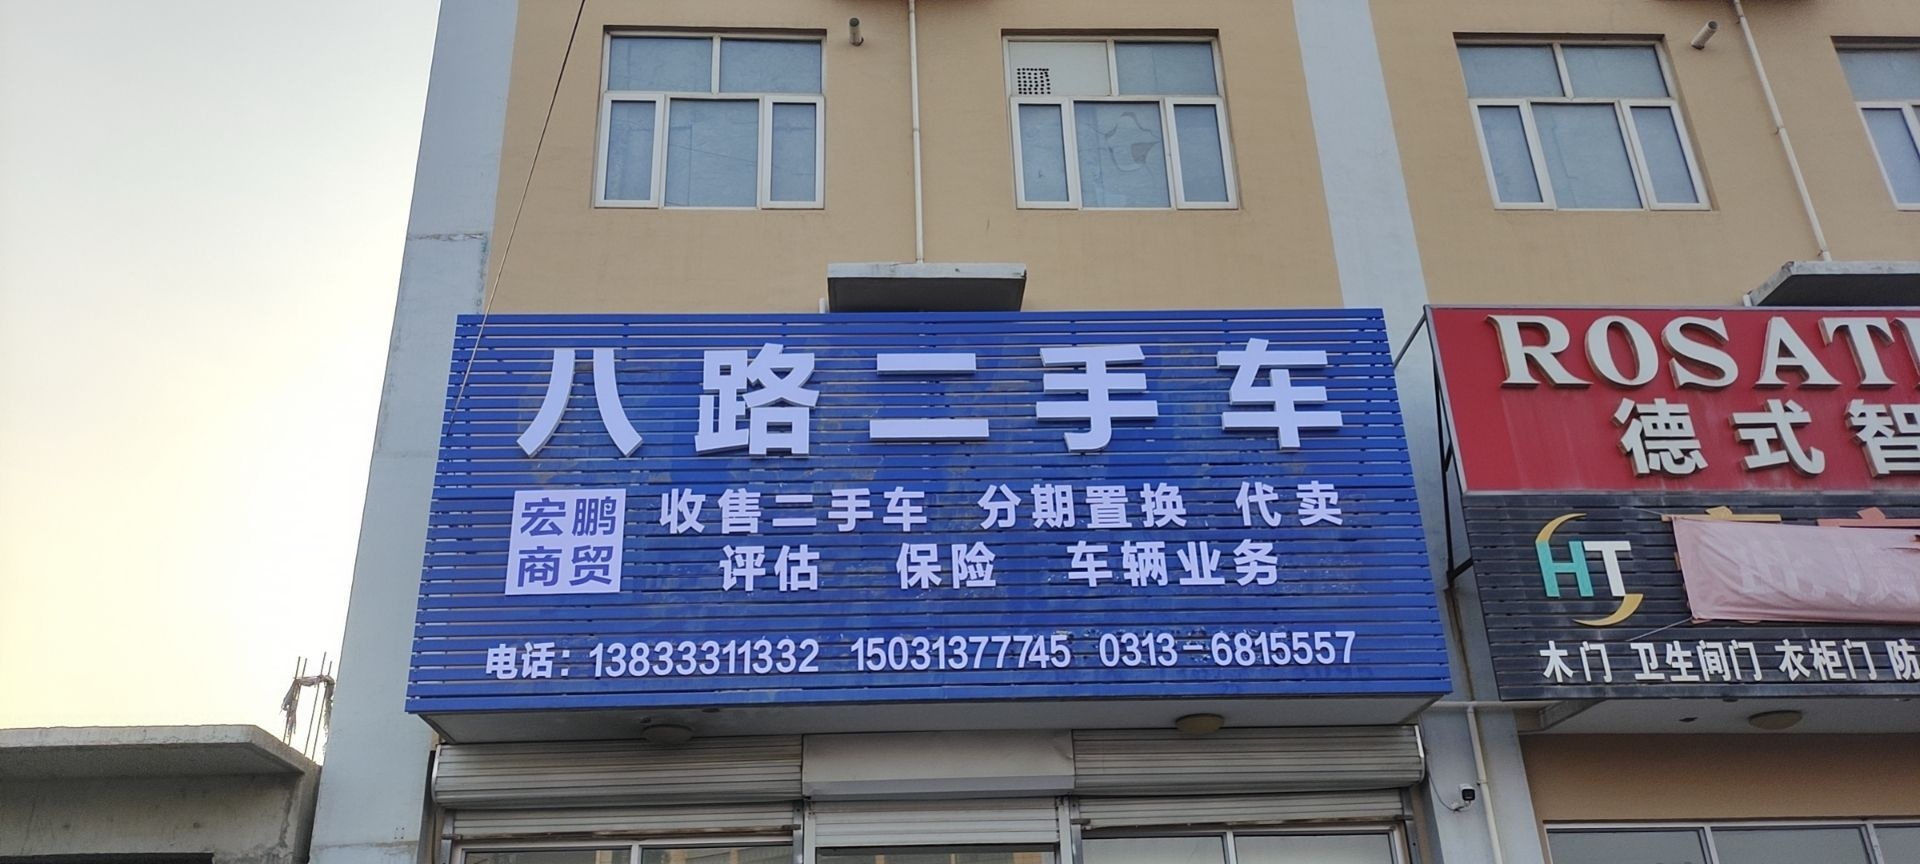 八路二手车
宏鹏
商贸
收售二手车 分期置换 代卖
评估 保险 车辆业务
电话：13833311332 15031377745 0313-6815557
ROSAT
德式智
HT
木门 卫生间门 衣柜门 防